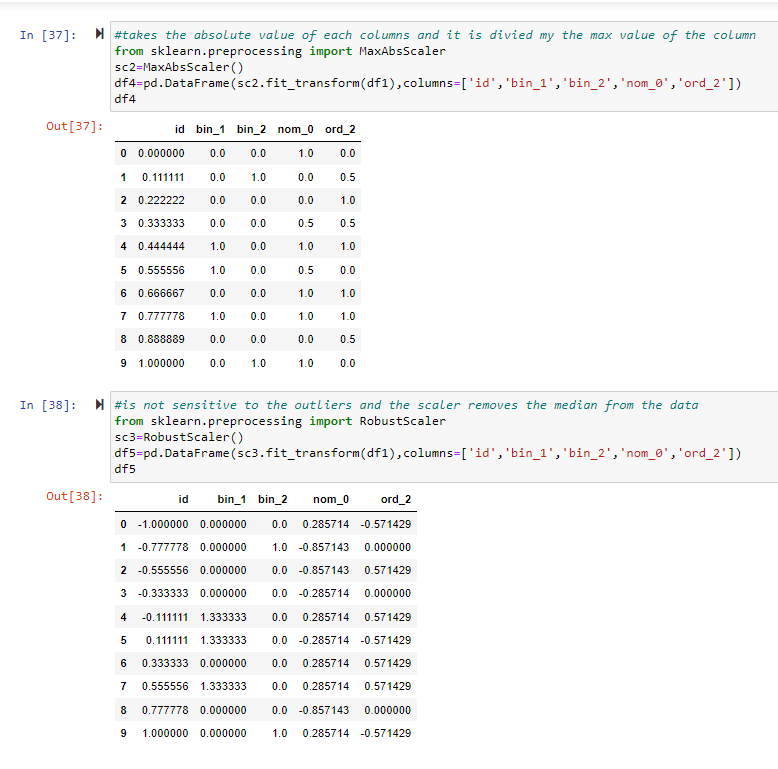 In [37]: #takes the absolute value of each columns and it is divied my the max value of the column
from sklearn.preprocessing import MaxAbsScaler
sc2=MaxAbsScaler()
df4=pd.DataFrame(sc2.fit_transform(df1),columns=['id','bin_1','bin_2','nom_0','ord_2'])
df4
Out[37]:
id bin_1 bin_2 nom_0 ord_2
0 0.000000 0.0 0.0 1.0 0.0
1 0.111111 0.0 1.0 0.0 0.5
2 0.222222 0.0 0.0 0.0 1.0
3 0.333333 0.0 0.0 0.5 0.5
4 0.444444 1.0 0.0 1.0 1.0
5 0.555556 1.0 0.0 0.5 0.0
6 0.666667 0.0 0.0 1.0 1.0
7 0.777778 1.0 0.0 1.0 1.0
8 0.888889 0.0 0.0 0.0 0.5
9 1.000000 0.0 1.0 1.0 0.0
In [38]: #is not sensitive to the outliers and the scaler removes the median from the data
from sklearn.preprocessing import RobustScaler
sc3=RobustScaler()
df5=pd.DataFrame(sc3.fit_transform(df1),columns=['id','bin_1','bin_2','nom_0','ord_2'])
df5
Out[38]:
id bin_1 bin_2 nom_0 ord_2
0 -1.000000 0.000000 0.0 0.285714 -0.571429
1 -0.777778 0.000000 1.0 -0.857143 0.000000
2 -0.555556 0.000000 0.0 -0.857143 0.571429
3 -0.333333 0.000000 0.0 -0.285714 0.000000
4 -0.111111 1.333333 0.0 0.285714 0.571429
5 0.111111 1.333333 0.0 -0.285714 -0.571429
6 0.333333 0.000000 0.0 0.285714 0.571429
7 0.555556 1.333333 0.0 0.285714 0.571429
8 0.777778 0.000000 0.0 -0.857143 0.000000
9 1.000000 0.000000 1.0 0.285714 -0.571429